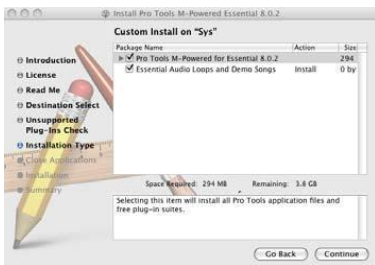 Install Pro Tools M-Powered Essential 8.0.2
Custom Install on "Sys"
Package Name Action Size
Pro Tools M-Powered for Essential 8.0.2 294
Essential Audio Loops and Demo Songs Install 0 by
Introduction
License
Read Me
Destination Select
Unsupported
Plug-Ins Check
Installation Type
Close Applications
Installation
Summary
Space Required: 294 MB Remaining: 3.8 GB
Selecting this item will install all Pro Tools application files and
free plug-in suites.
Go Back Continue